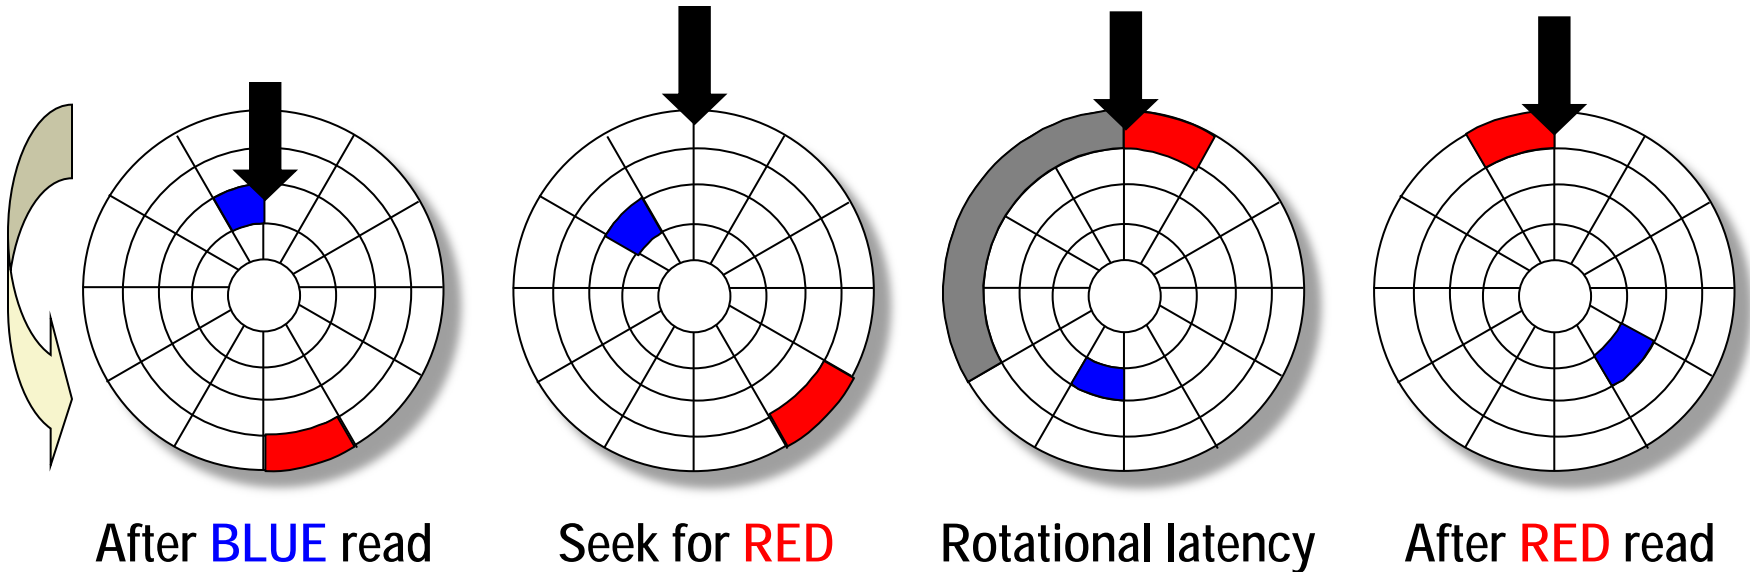 After BLUE read
Seek for RED
Rotational latency
After RED read